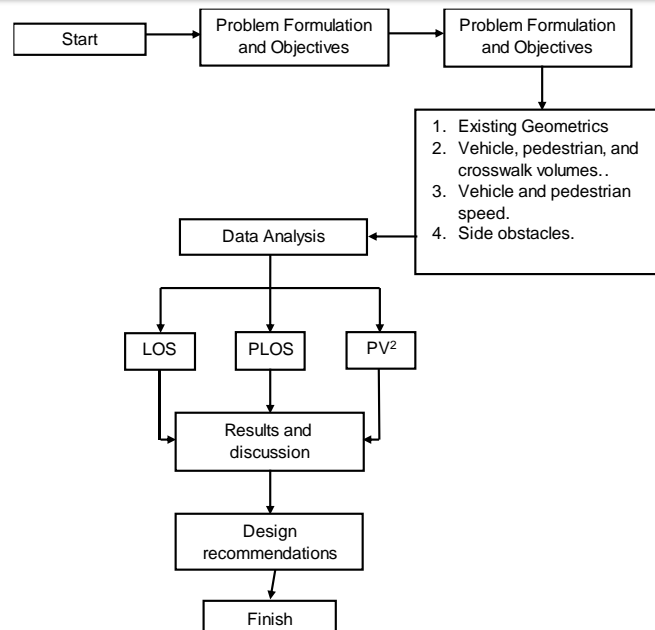 Start
Problem Formulation
and Objectives
Problem Formulation
and Objectives
1. Existing Geometrics
2. Vehicle, pedestrian, and
crosswalk volumes..
3. Vehicle and pedestrian
speed.
4. Side obstacles.
Data Analysis
LOS
PLOS
PV²
Results and
discussion
Design
recommendations
Finish